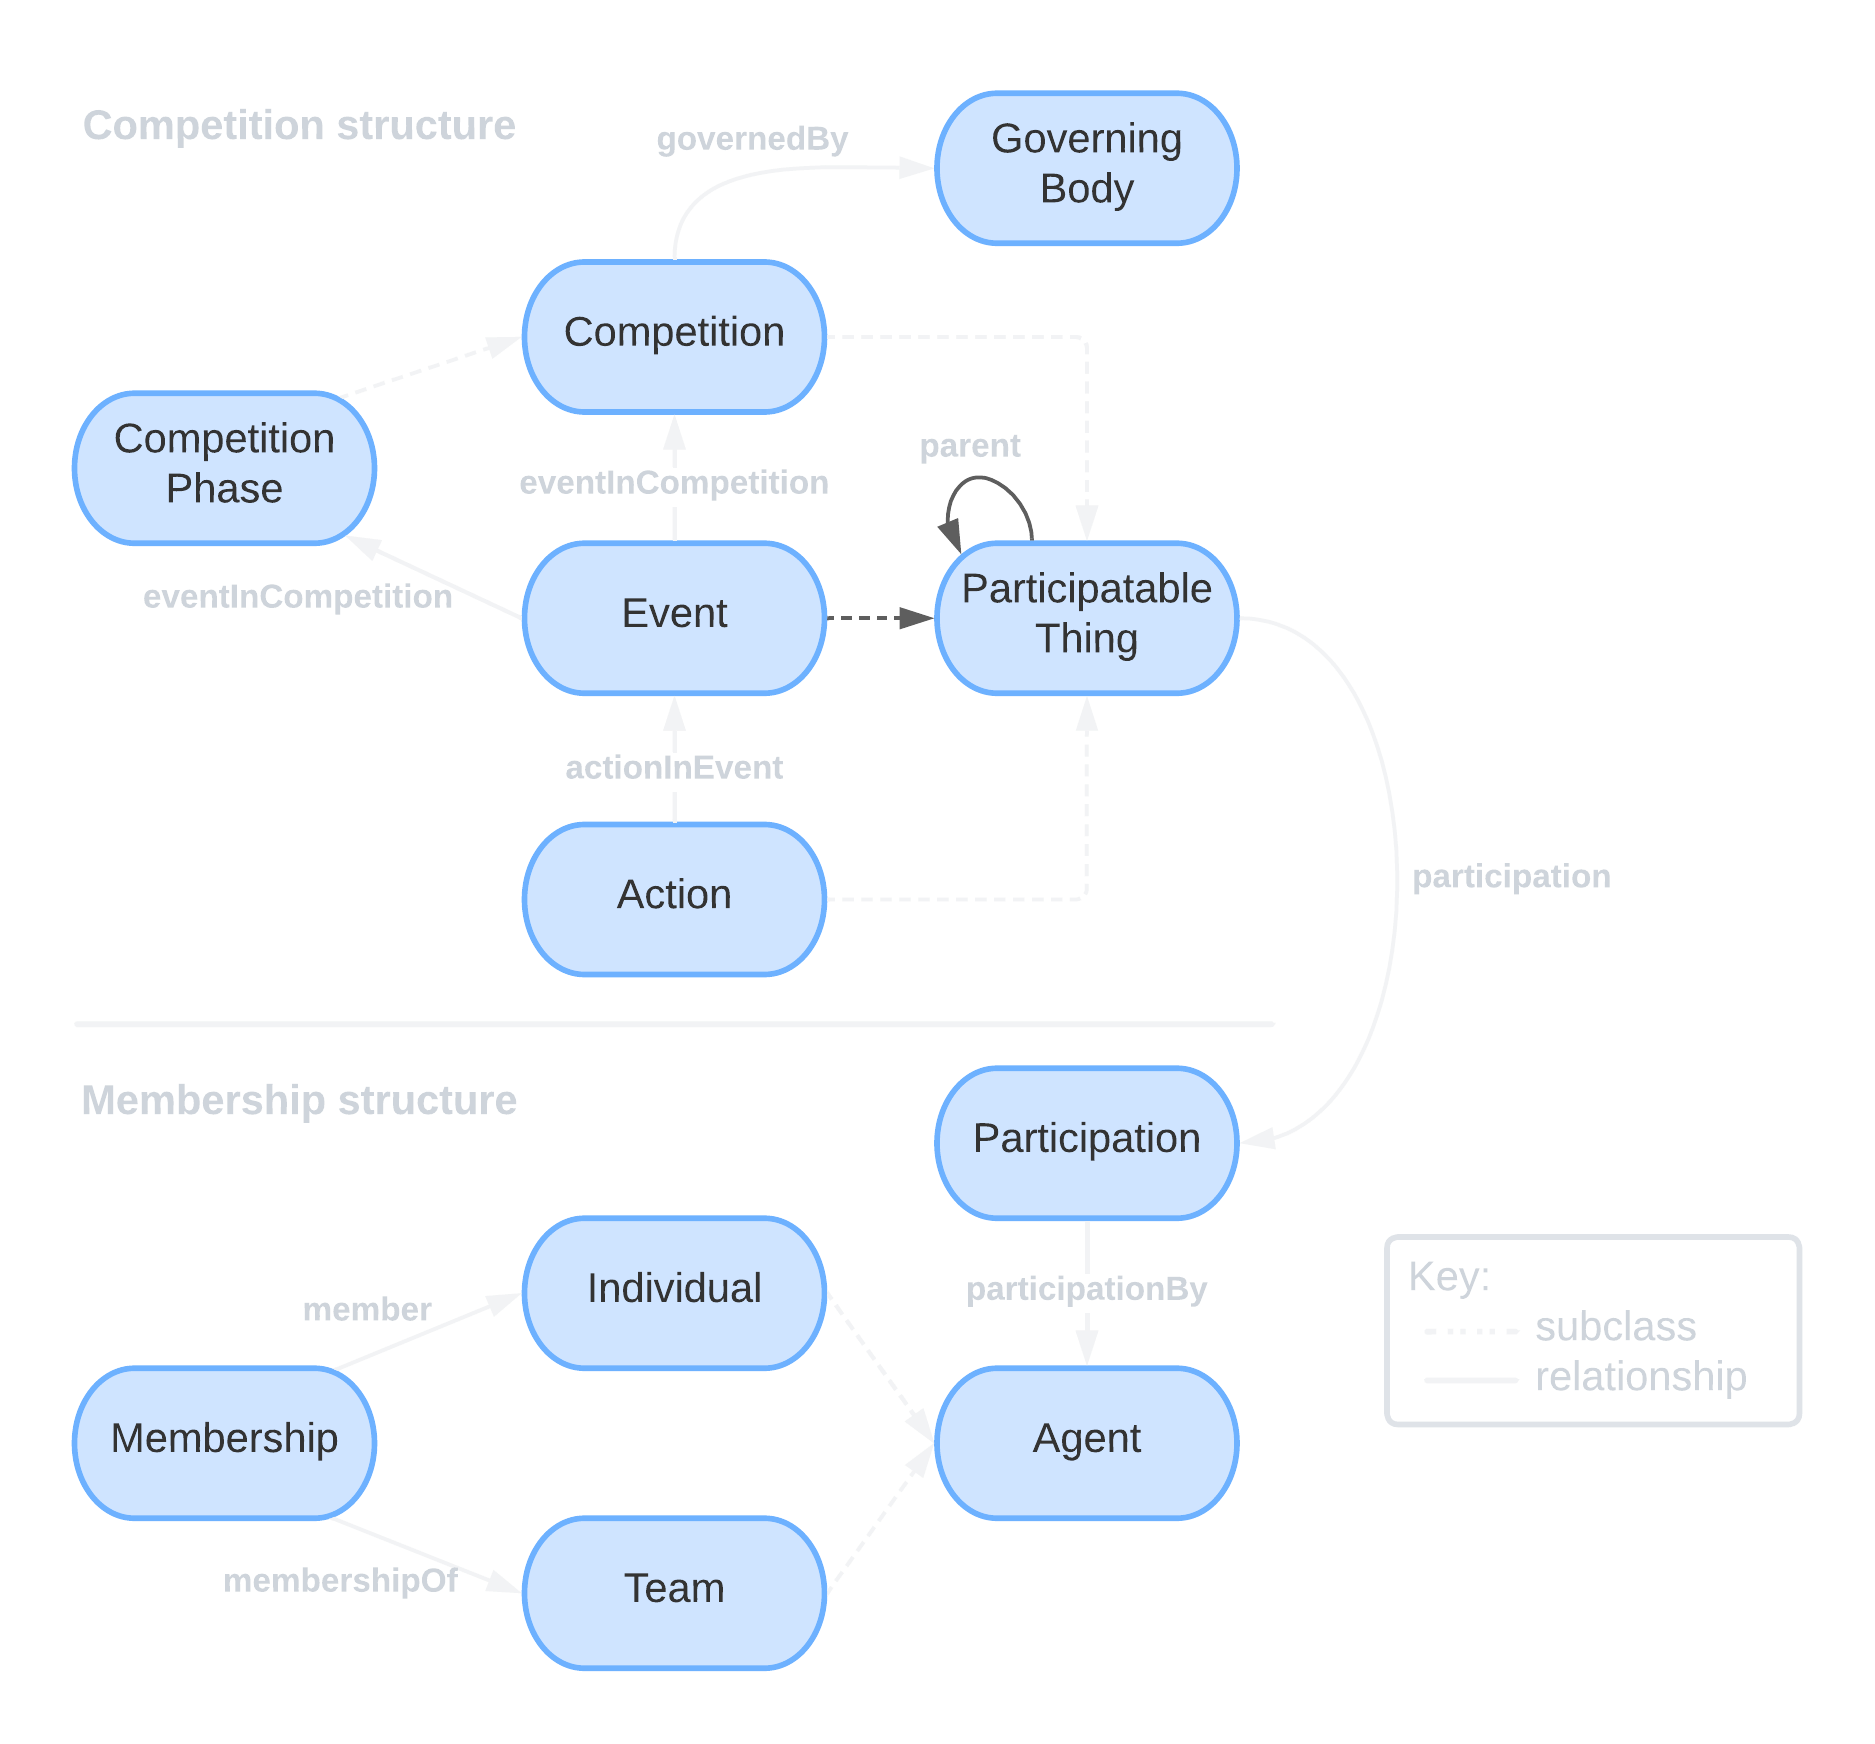 Competition structure
governedBy
Governing
Body
Competition
Competition
Phase
parent
eventInCompetition
eventInCompetition
Event
Participatable
Thing
actionInEvent
Action
participation
Membership structure
Participation
Individual
participationBy
member
Membership
Agent
membershipOf
Team
Key:
subclass
relationship